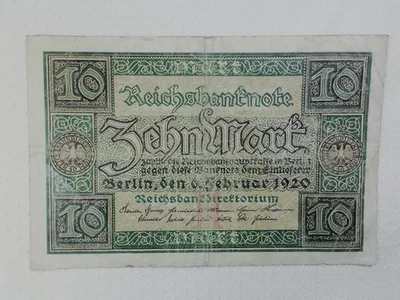 10 10
Reichsbanknote
Zehn Mark
zahlt die Reichsbankhauptkasse in Berlin
gegen diese Banknote dem Einlieferer
Berlin, den 6. Februar 1920
Reichsbankdirektorium
10 10